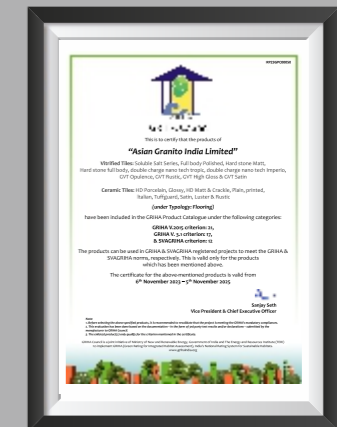 This is to certify that the products of
“Asian Granito India Limited”
Vitrified Tiles: Soluble Salt Series, Full body Polished, Hard stone Matt,
Hard stone full body, double charge nano tech tropic, double charge nano tech Imperio,
GVT Opulence, GVT Rustic, GVT High Gloss & GVT Satin
Ceramic Tiles: HD Porcelain, Glossy, HD Matt & Crackle, Plain, printed,
Italian, Tuffguard, Satin, Luster & Rustic
(under Typology: Flooring)
have been included in the GRIHA Product Catalogue under the following categories:
GRIHA V.2015 criterion: 21,
GRIHA V. 3.1 criterion: 17,
& SVAGRIHA criterion: 12
The products can be used in GRIHA & SVAGRIHA registered projects to meet the GRIHA &
SVAGRIHA norms, respectively. This is valid only for the products
which has been mentioned above.
The certificate for the above-mentioned products is valid from
6th November 2023 – 5th November 2025
Sanjay Seth
Vice President & Chief Executive Officer
Note: